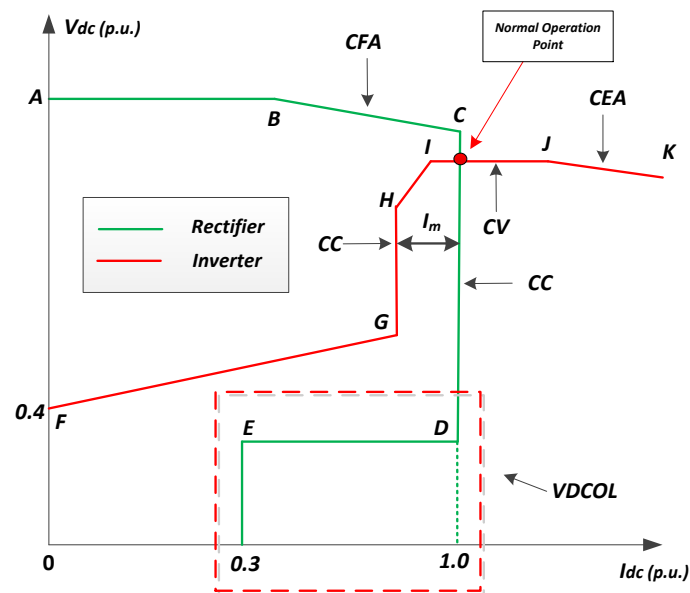 Vdc (p.u.)
Normal Operation
Point
CFA
CEA
A
B
C
I
J
K
H
CC
Im
CV
Rectifier
Inverter
CC
G
0.4
F
E
D
VDCOL
0
0.3
1.0
Idc (p.u.)